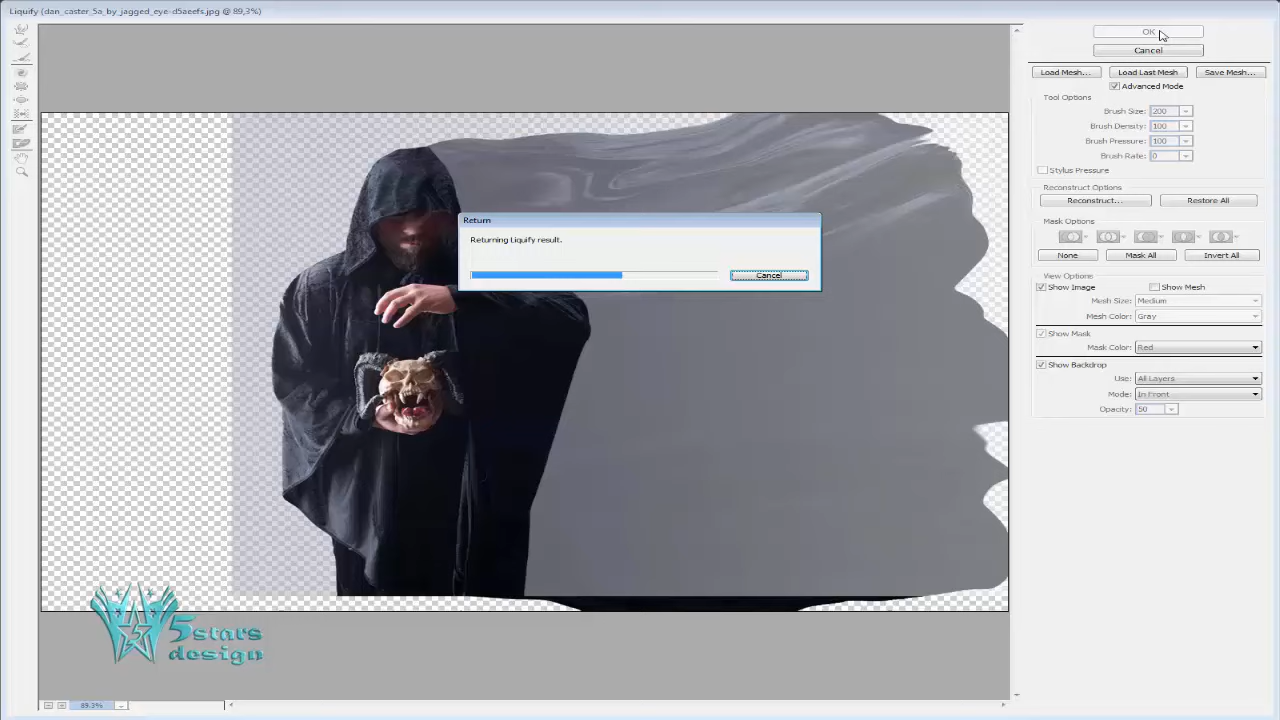 Liquify (dan_caster_5a_by_jagged_eye-d5aeefs.jpg @ 89,3%)
OK
Cancel
Load Mesh...
Load Last Mesh
Save Mesh...
Advanced Mode
Tool Options
Brush Size: 200
Brush Density: 100
Brush Pressure: 100
Brush Rate: 0
Stylus Pressure
Reconstruct Options
Reconstruct...
Restore All
Mask Options
None
Mask All
Invert All
View Options
Show Image
Show Mesh
Mesh Size: Medium
Mesh Color: Gray
Show Mask
Mask Color: Red
Show Backdrop
Use: All Layers
Mode: In Front
Opacity: 50
Return
Returning Liquify result.
Cancel
5stars
design
89.3%